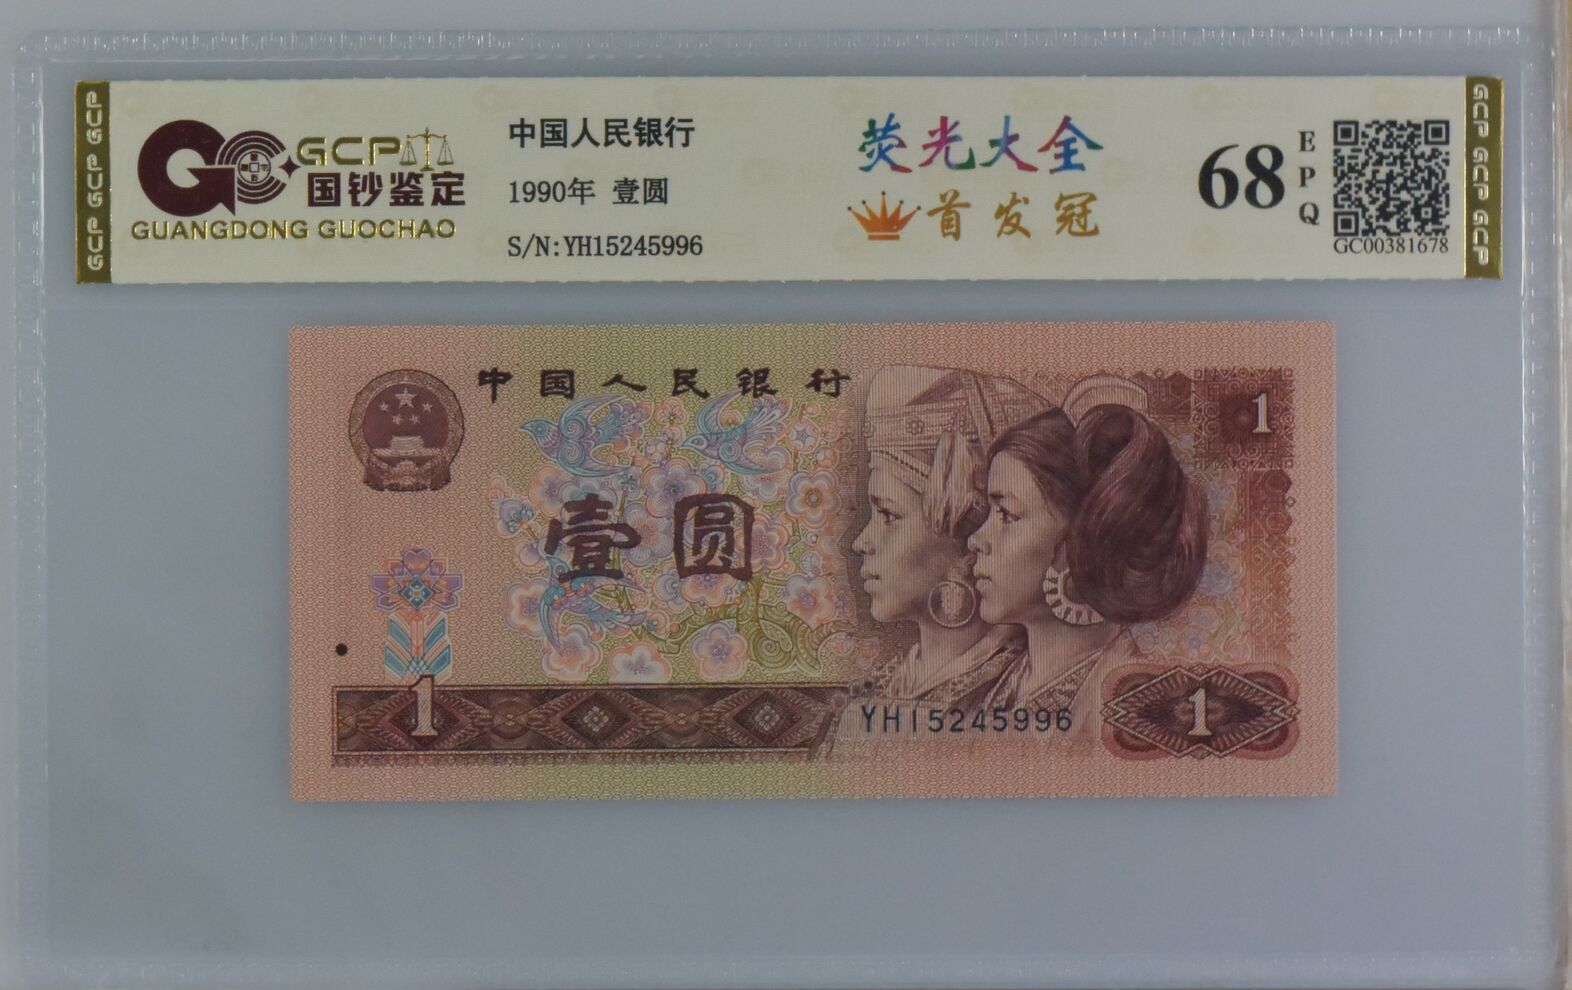 GCP GCP GCP
GCP
国钞鉴定
GUANGDONG GUOCHAO
中国人民银行
1990年 壹圆
S/N:YH15245996
荧光大全
首发冠
68
EPQ
GC00381678
GCP GCP GCP
中国人民银行
1
壹圆
1
YH15245996
1